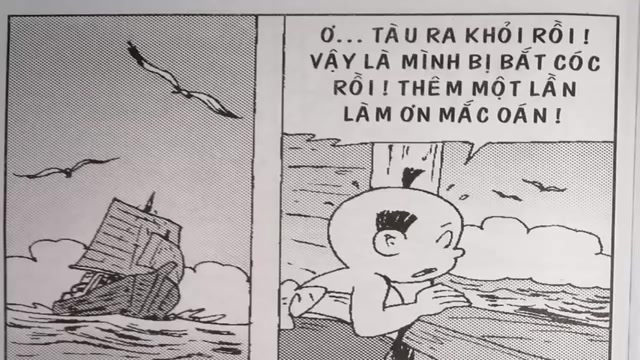 Ơ... TÀU RA KHỎI RỒI!
VẬY LÀ MÌNH BỊ BẮT CÓC
RỒI! THÊM MỘT LẦN
LÀM ƠN MẮC OÁN!